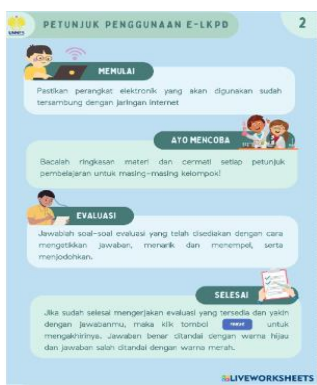 PETUNJUK PENGGUNAAN E-LKPD
2
MEMULAI
Pastikan perangkat elektronik yang akan digunakan sudah
tersambung dengan jaringan internet
AYO MENCOBA
Bacalah ringkasan materi dan cermati setiap petunjuk
pembelajaran untuk masing-masing kelompok!
EVALUASI
Jawablah soal-soal evaluasi yang telah disediakan dengan cara
mengetikkan jawaban, menarik dan menempel, serta
menjodohkan.
SELESAI
Jika sudah selesai mengerjakan evaluasi yang tersedia dan yakin
dengan jawabanmu, maka klik tombol untuk
mengakhirinya. Jawaban benar ditandai dengan warna hijau
dan jawaban salah ditandai dengan warna merah.
LIVEWORKSHEETS